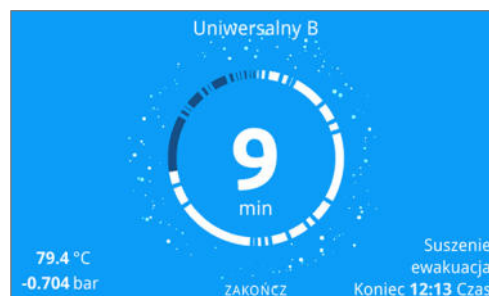 Uniwersalny B
9
min
79.4 °C
-0.704 bar
ZAKOŃCZ
Suszenie
ewakuacja
Koniec 12:13 Czas